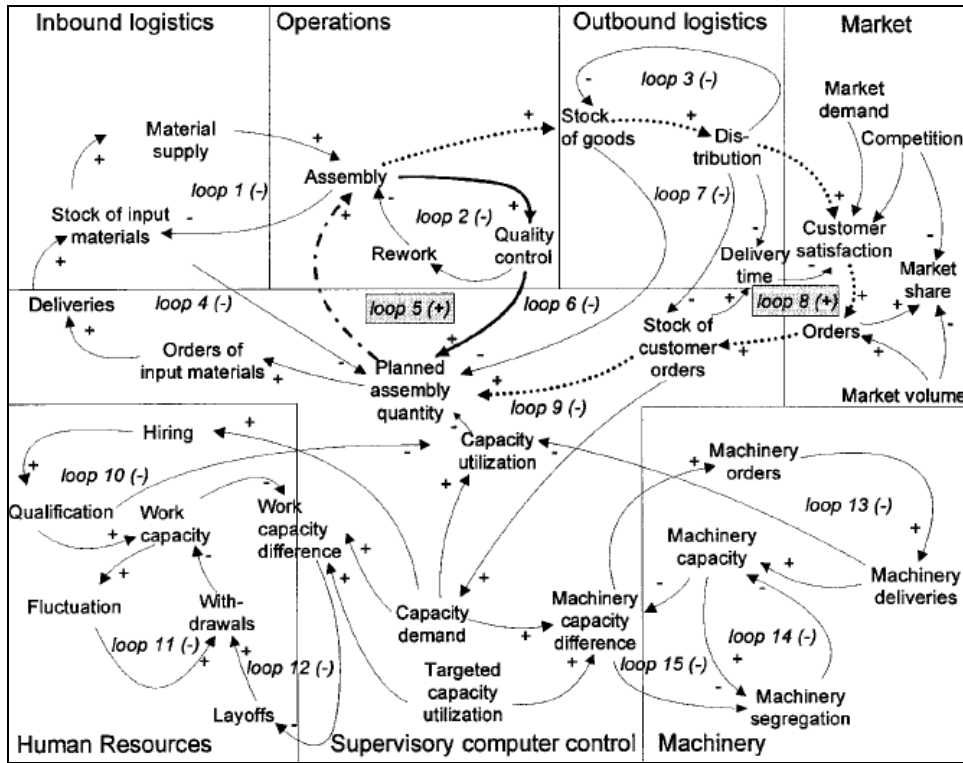 Inbound logistics
Operations
Outbound logistics
Market
loop 3 (-)
-
Market
demand
Material
supply
+
+
Stock
of goods
+
Dis-
tribution
Competition
+
Assembly
loop 1 (-)
-
loop 7 (-)
Stock of input
materials
-
+
loop 2 (-)
+
Quality
control
+
Customer
satisfaction
-
-
Rework
Delivery
time
-
Market
share
+
Deliveries
loop 4 (-)
loop 5 (+)
loop 6 (-)
-
+
loop 8 (+)
+
+
Orders
Stock of
customer
orders
+
+
+
Orders of
input materials
+
-
Planned
assembly
quantity
+
-
+
-
loop 9 (-)
Market volume
Hiring
+
-
-
Capacity
utilization
-
+
Machinery
orders
+
loop 10 (-)
-
+
loop 13 (-)
Qualification
+
Work
capacity
Work
capacity
difference
Machinery
capacity
+
+
-
+
+
+
-
-
Machinery
deliveries
Fluctuation
With-
drawals
Capacity
demand
+
Machinery
capacity
difference
loop 14 (-)
loop 11 (-)
+
+
loop 12 (-)
+
loop 15 (-)
+
-
Targeted
capacity
utilization
Layoffs
-
Machinery
segregation
Human Resources
Supervisory computer control
Machinery